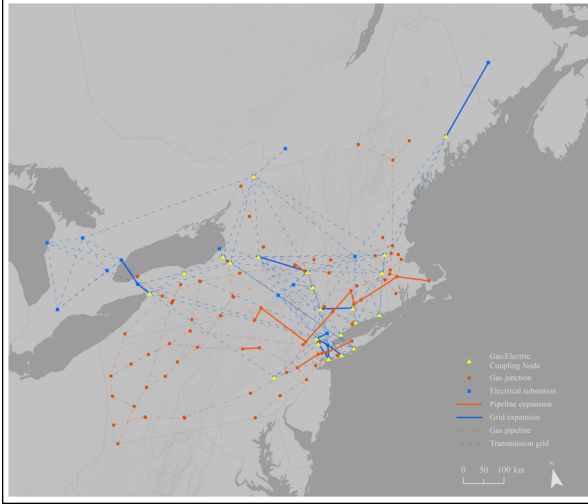 Gas/Electric
Coupling Node
Gas junction
Electrical substation
Pipeline expansion
Grid expansion
Gas pipeline
Transmission grid
N
0 50 100 km